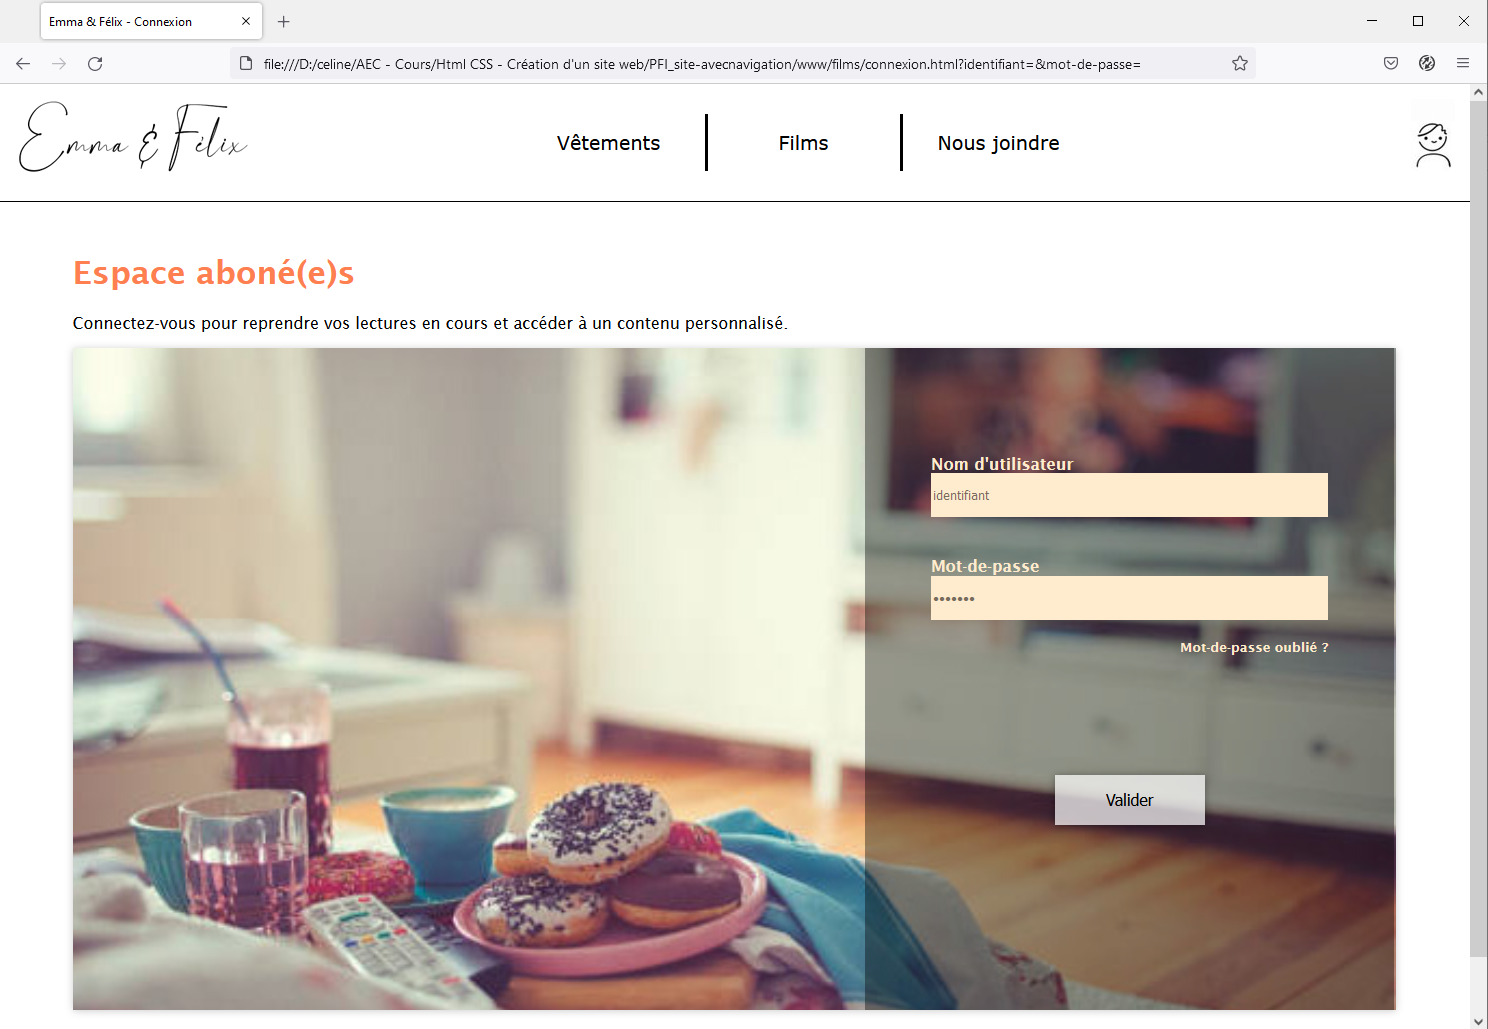 Emma & Félix - Connexion
file:///D:/celine/AEC - Cours/Html CSS - Création d'un site web/PFI_site-avecnavigation/www/films/connexion.html?identifiant=&mot-de-passe=
Emma & Félix
Vêtements
Films
Nous joindre
Espace aboné(e)s
Connectez-vous pour reprendre vos lectures en cours et accéder à un contenu personnalisé.
Nom d'utilisateur
identifiant
Mot-de-passe
•••••••
Mot-de-passe oublié ?
Valider